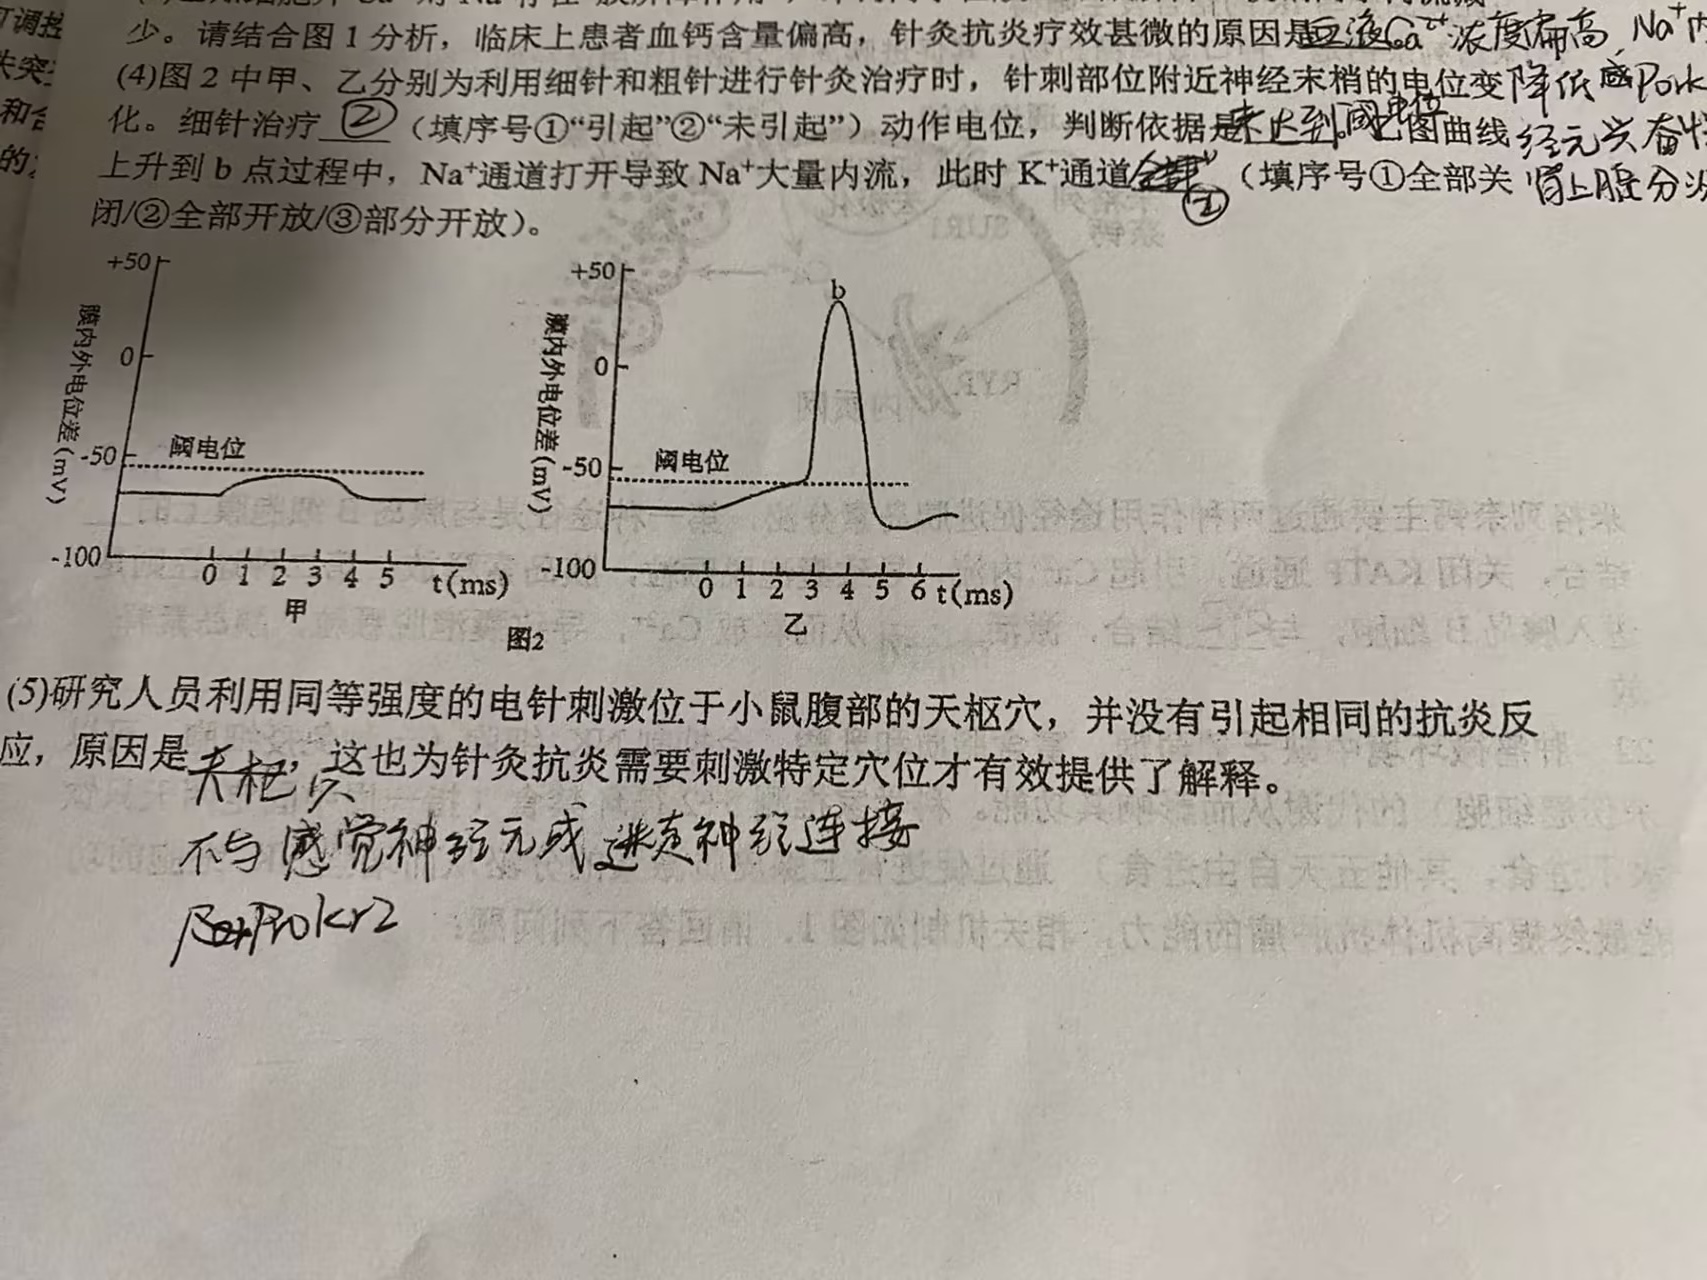 少。请结合图1分析，临床上患者血钙含量偏高，针灸抗炎疗效甚微的原因是血液Ca²⁺浓度偏高，Na⁺内
(4)图2中甲、乙分别为利用细针和粗针进行针灸治疗时，针刺部位附近神经末梢的电位变降低感Prok
化。细针治疗②（填序号①“引起”②“未引起”）动作电位，判断依据是未达到阈电位。乙图曲线经元兴奋性
上升到b点过程中，Na⁺通道打开导致Na⁺大量内流，此时K⁺通道②（填序号①全部关肾上腺分泌
闭/②全部开放/③部分开放）。
+50
0
-50
-100
膜内外电位差(mV)
阈电位
0 1 2 3 4 5 t(ms)
甲
+50
0
-50
-100
膜内外电位差(mV)
b
阈电位
0 1 2 3 4 5 6 t(ms)
乙
图2
(5)研究人员利用同等强度的电针刺激位于小鼠腹部的天枢穴，并没有引起相同的抗炎反
应，原因是天枢穴，这也为针灸抗炎需要刺激特定穴位才有效提供了解释。
不与感觉神经元或迷走神经连接
Prokr2